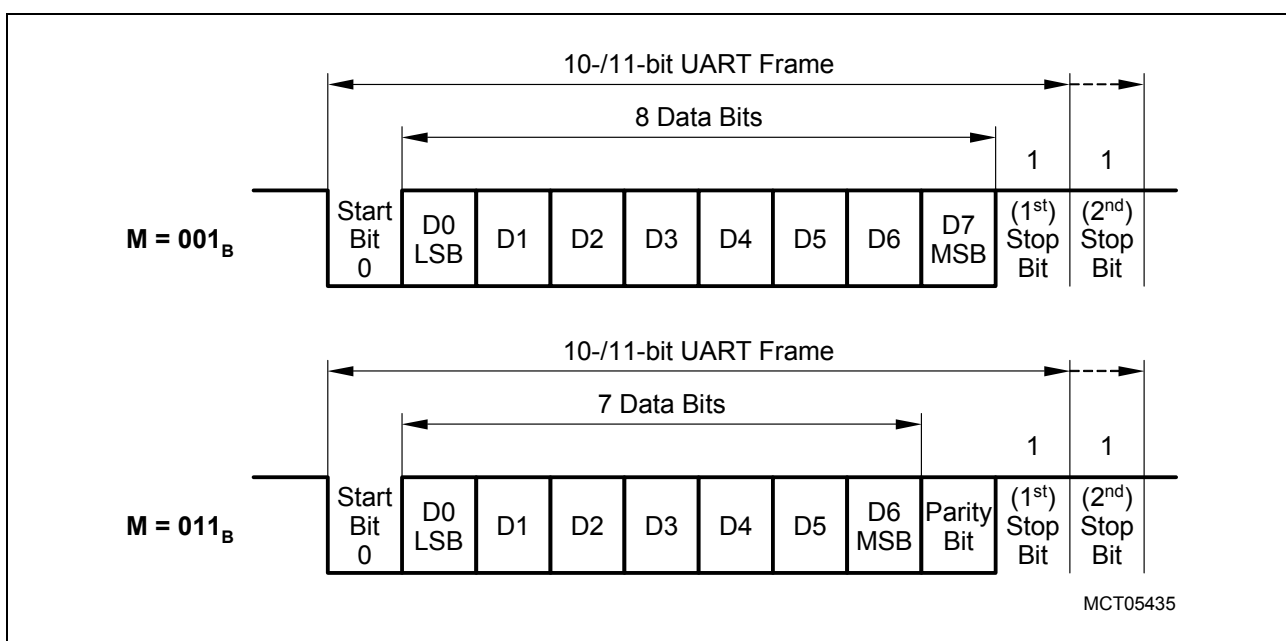 10-/11-bit UART Frame
8 Data Bits
1 1
M = 001B
Start Bit 0
D0 LSB
D1
D2
D3
D4
D5
D6
D7 MSB
(1st) Stop Bit
(2nd) Stop Bit
10-/11-bit UART Frame
7 Data Bits
1 1
M = 011B
Start Bit 0
D0 LSB
D1
D2
D3
D4
D5
D6 MSB
Parity Bit
(1st) Stop Bit
(2nd) Stop Bit
MCT05435